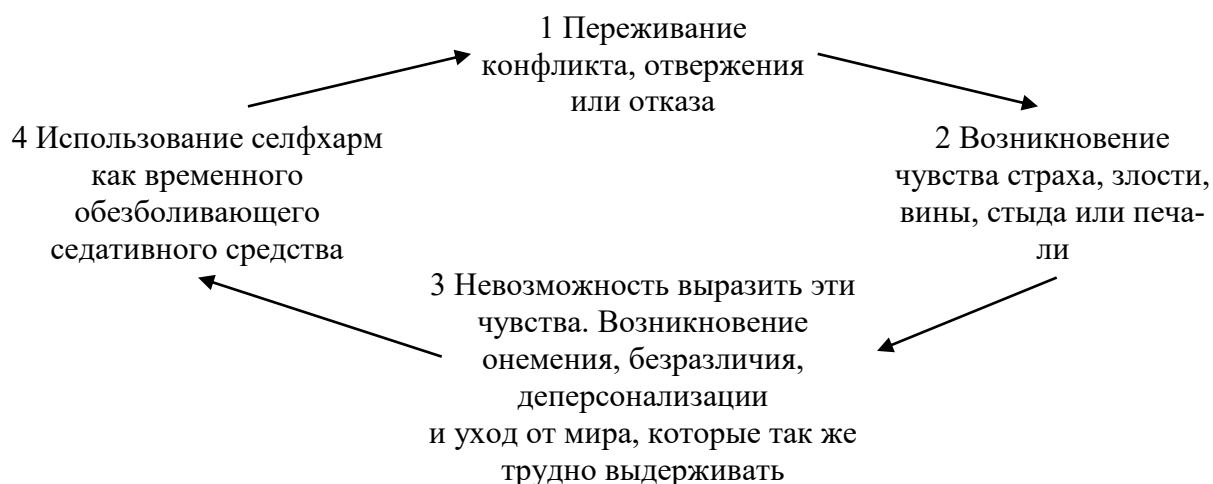 1 Переживание
конфликта, отвержения
или отказа
2 Возникновение
чувства страха, злости,
вины, стыда или печа-
ли
3 Невозможность выразить эти
чувства. Возникновение
онемения, безразличия,
деперсонализации
и уход от мира, которые так же
трудно выдерживать
4 Использование селфхарм
как временного
обезболивающего
седативного средства